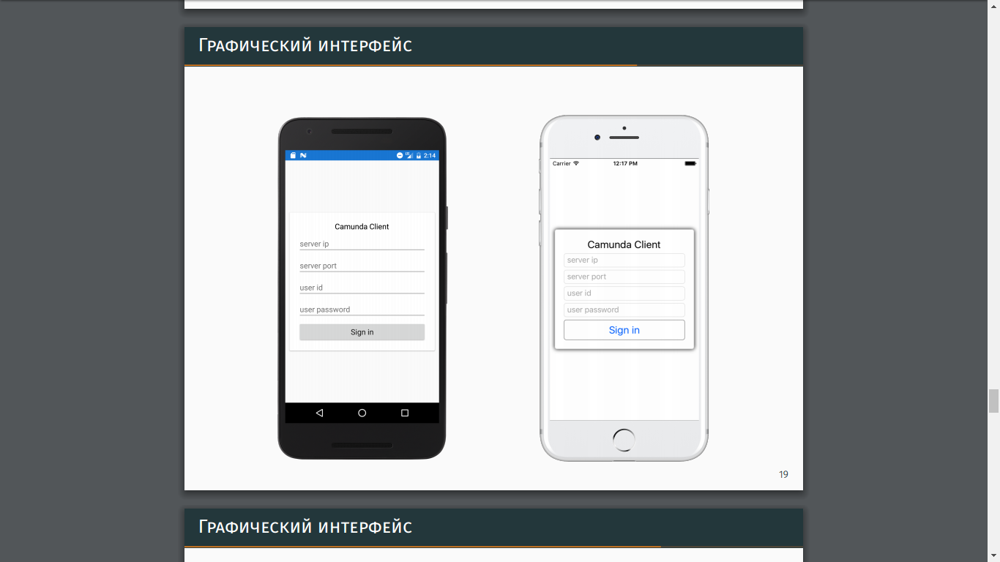 Графический интерфейс
2:14
Camunda Client
server ip
server port
user id
user password
Sign in
Carrier
12:17 PM
Camunda Client
server ip
server port
user id
user password
Sign in
19
Графический интерфейс